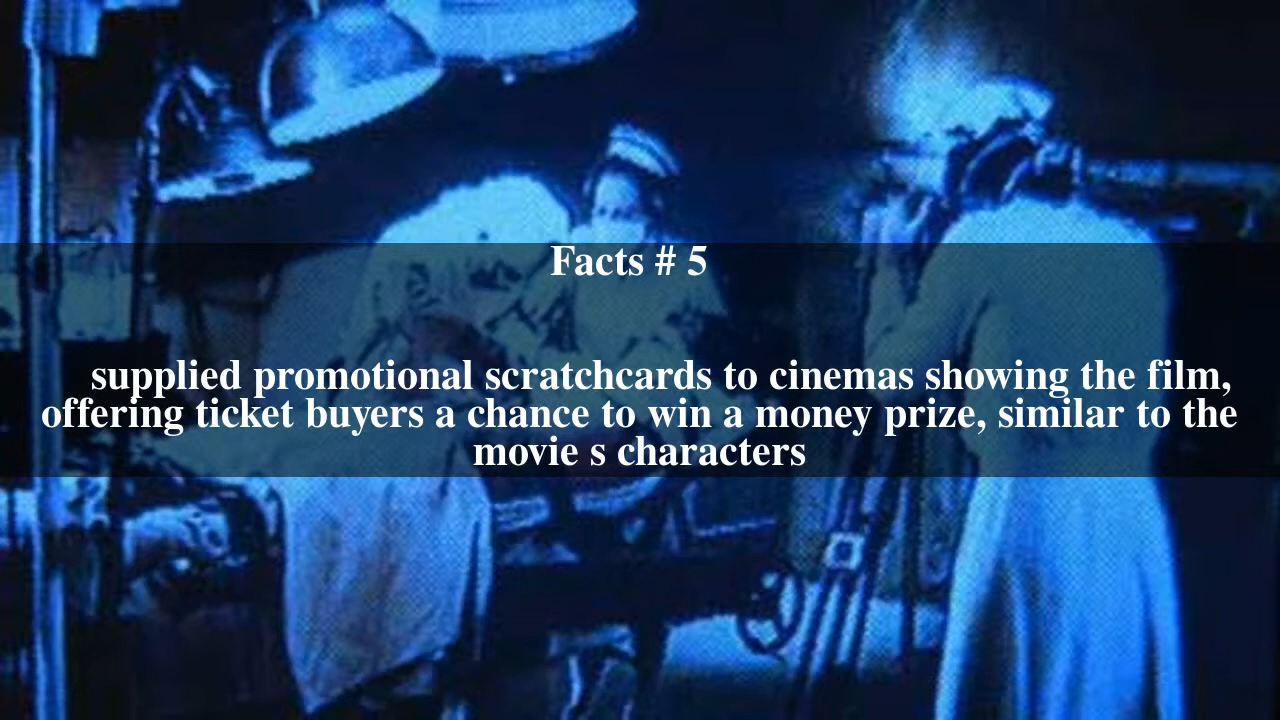 Facts # 5
supplied promotional scratchcards to cinemas showing the film,
offering ticket buyers a chance to win a money prize, similar to the
movie s characters